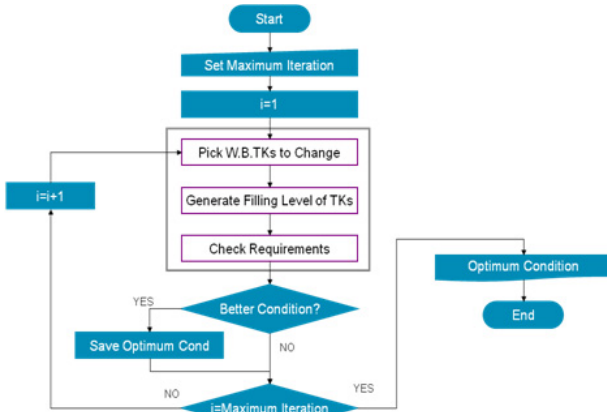 Start
Set Maximum Iteration
i=1
Pick W.B.TKs to Change
i=i+1
Generate Filling Level of TKs
Check Requirements
Optimum Condition
YES
Better Condition?
End
Save Optimum Cond
NO
NO
YES
i=Maximum Iteration